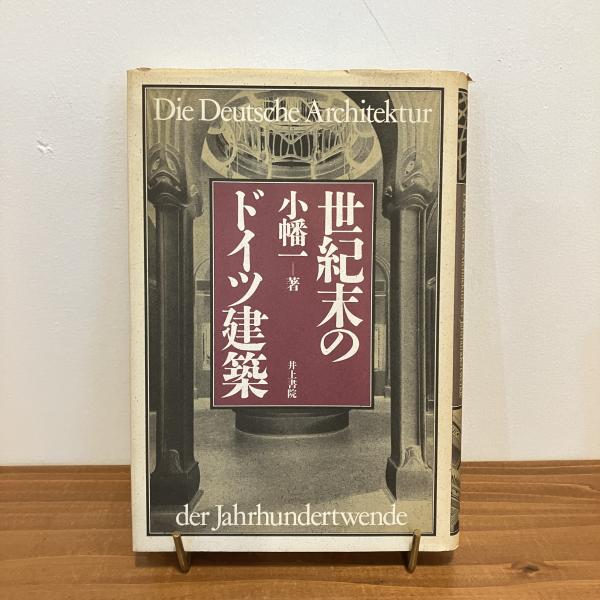 Die Deutsche Architektur
世紀末の
ドイツ建築
小幡一―著
井上書院
der Jahrhundertwende